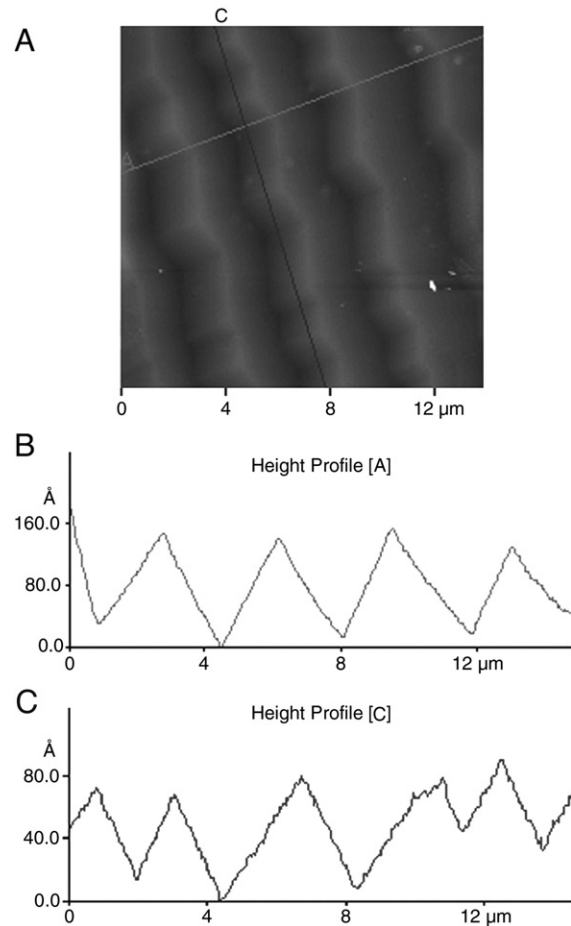 C
A
A
0 4 8 12 µm
B
Height Profile [A]
Å
160.0
80.0
0.0
0 4 8 12 µm
C
Height Profile [C]
Å
80.0
40.0
0.0
0 4 8 12 µm